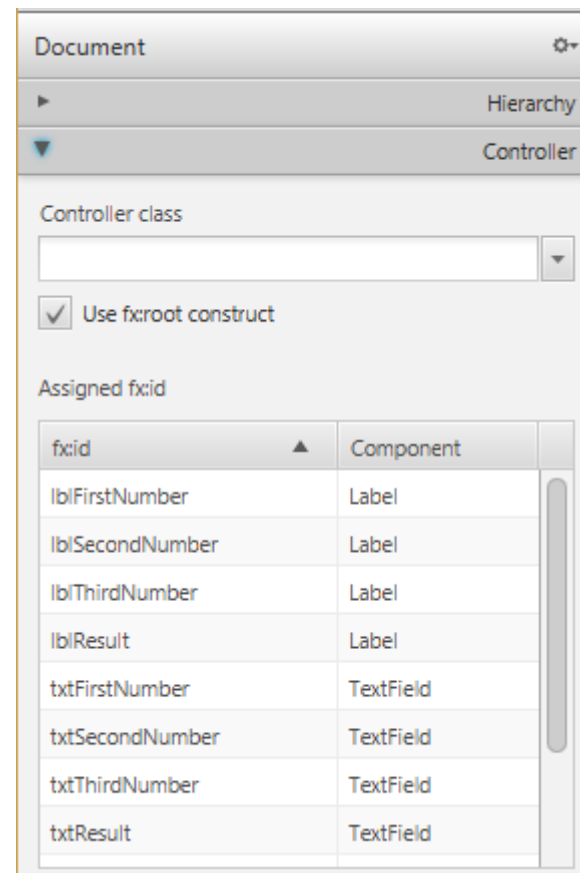 Document
Hierarchy
Controller
Controller class
Use fx:root construct
Assigned fx:id
fx:id Component
lblFirstNumber Label
lblSecondNumber Label
lblThirdNumber Label
lblResult Label
txtFirstNumber TextField
txtSecondNumber TextField
txtThirdNumber TextField
txtResult TextField